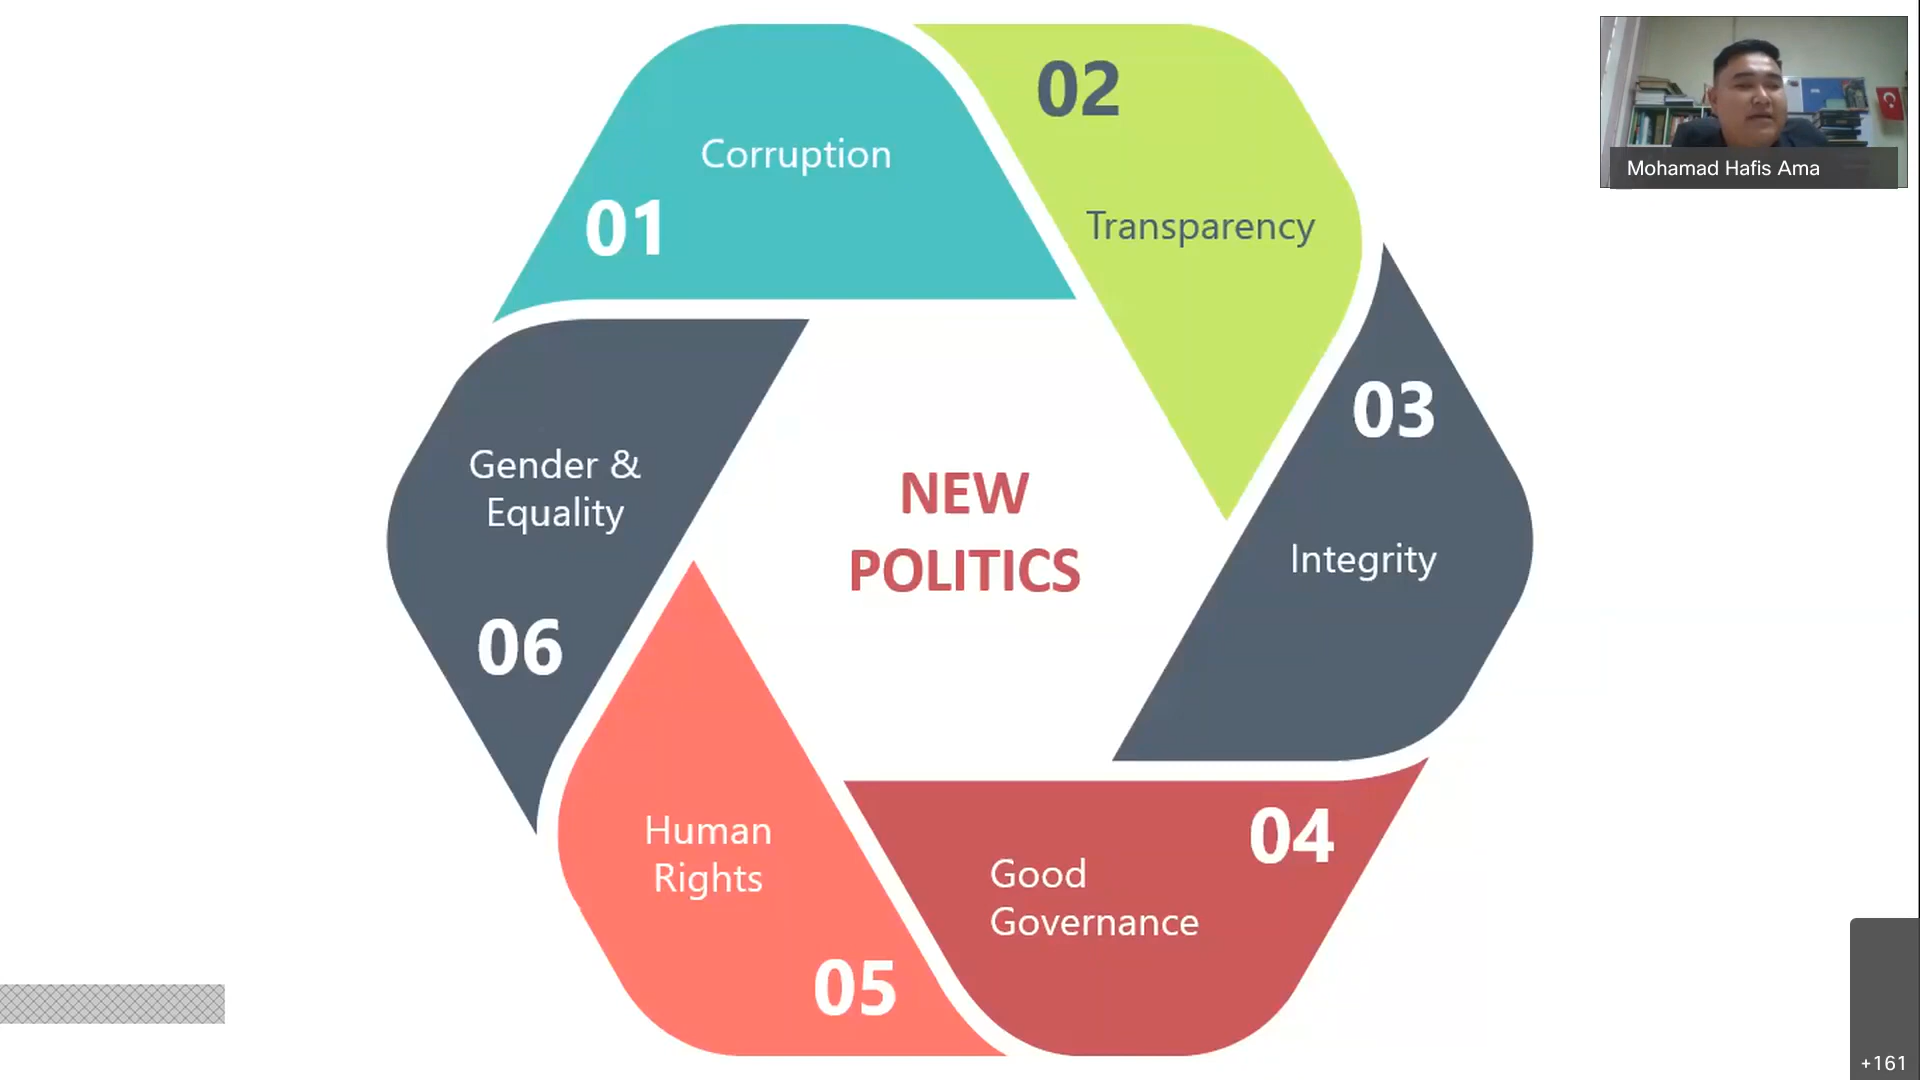 01
Corruption
02
Transparency
03
Integrity
04
Good
Governance
05
Human
Rights
06
Gender &
Equality
NEW
POLITICS
Mohamad Hafis Ama
+161